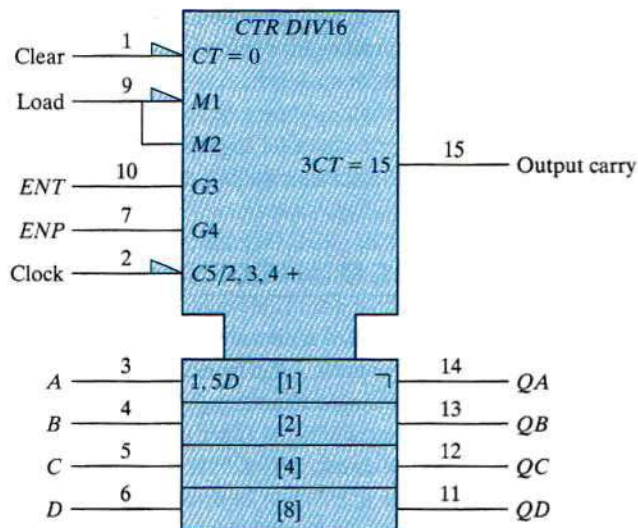 CTR DIV16
1
Clear
CT = 0
9
Load
M1
M2
3CT = 15
15
Output carry
10
ENT
G3
7
ENP
G4
2
Clock
C5/2, 3, 4 +
3
A
1, 5D
[1]
14
QA
4
B
[2]
13
QB
5
C
[4]
12
QC
6
D
[8]
11
QD